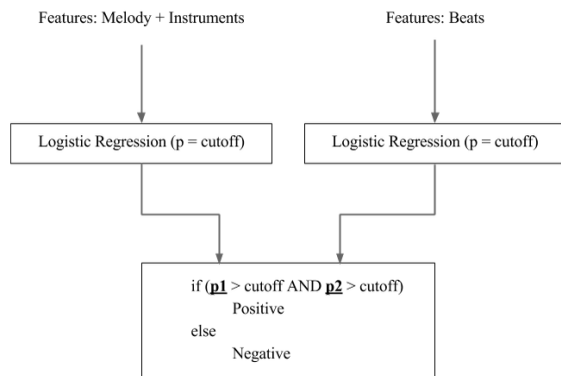 Features: Melody + Instruments
Features: Beats
Logistic Regression (p = cutoff)
Logistic Regression (p = cutoff)
if (p1 > cutoff AND p2 > cutoff)
Positive
else
Negative